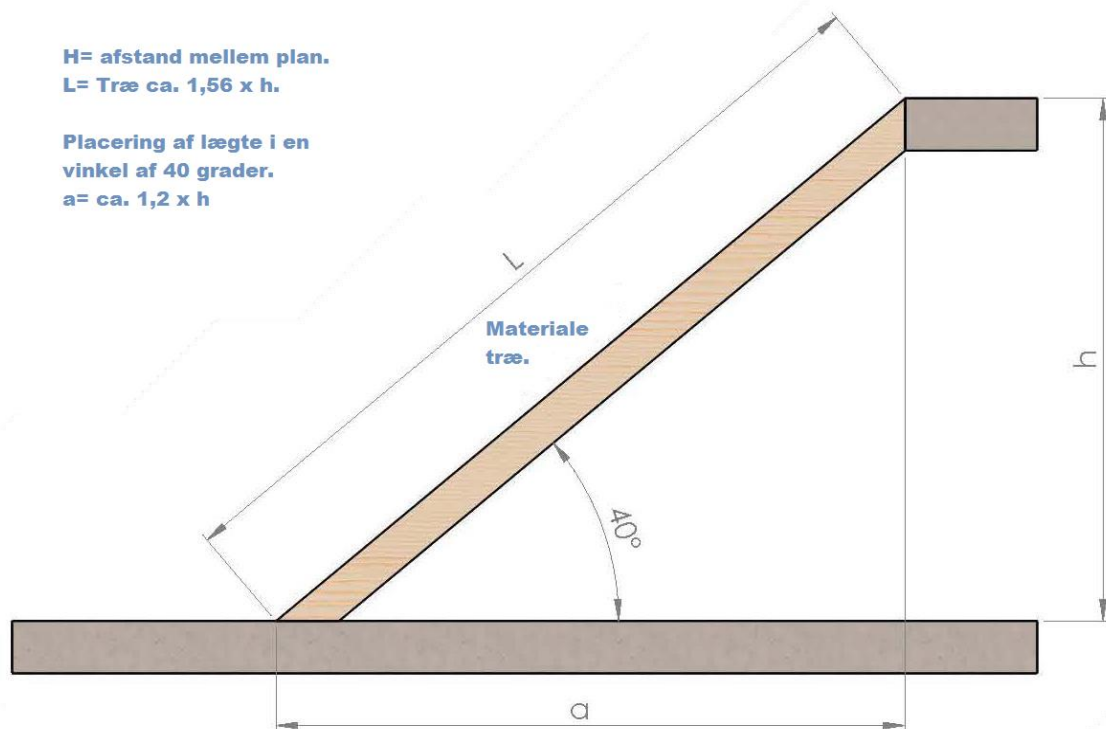 H= afstand mellem plan.
L= Træ ca. 1,56 x h.
Placering af lægte i en
vinkel af 40 grader.
a= ca. 1,2 x h
L
Materiale
træ.
h
40°
a